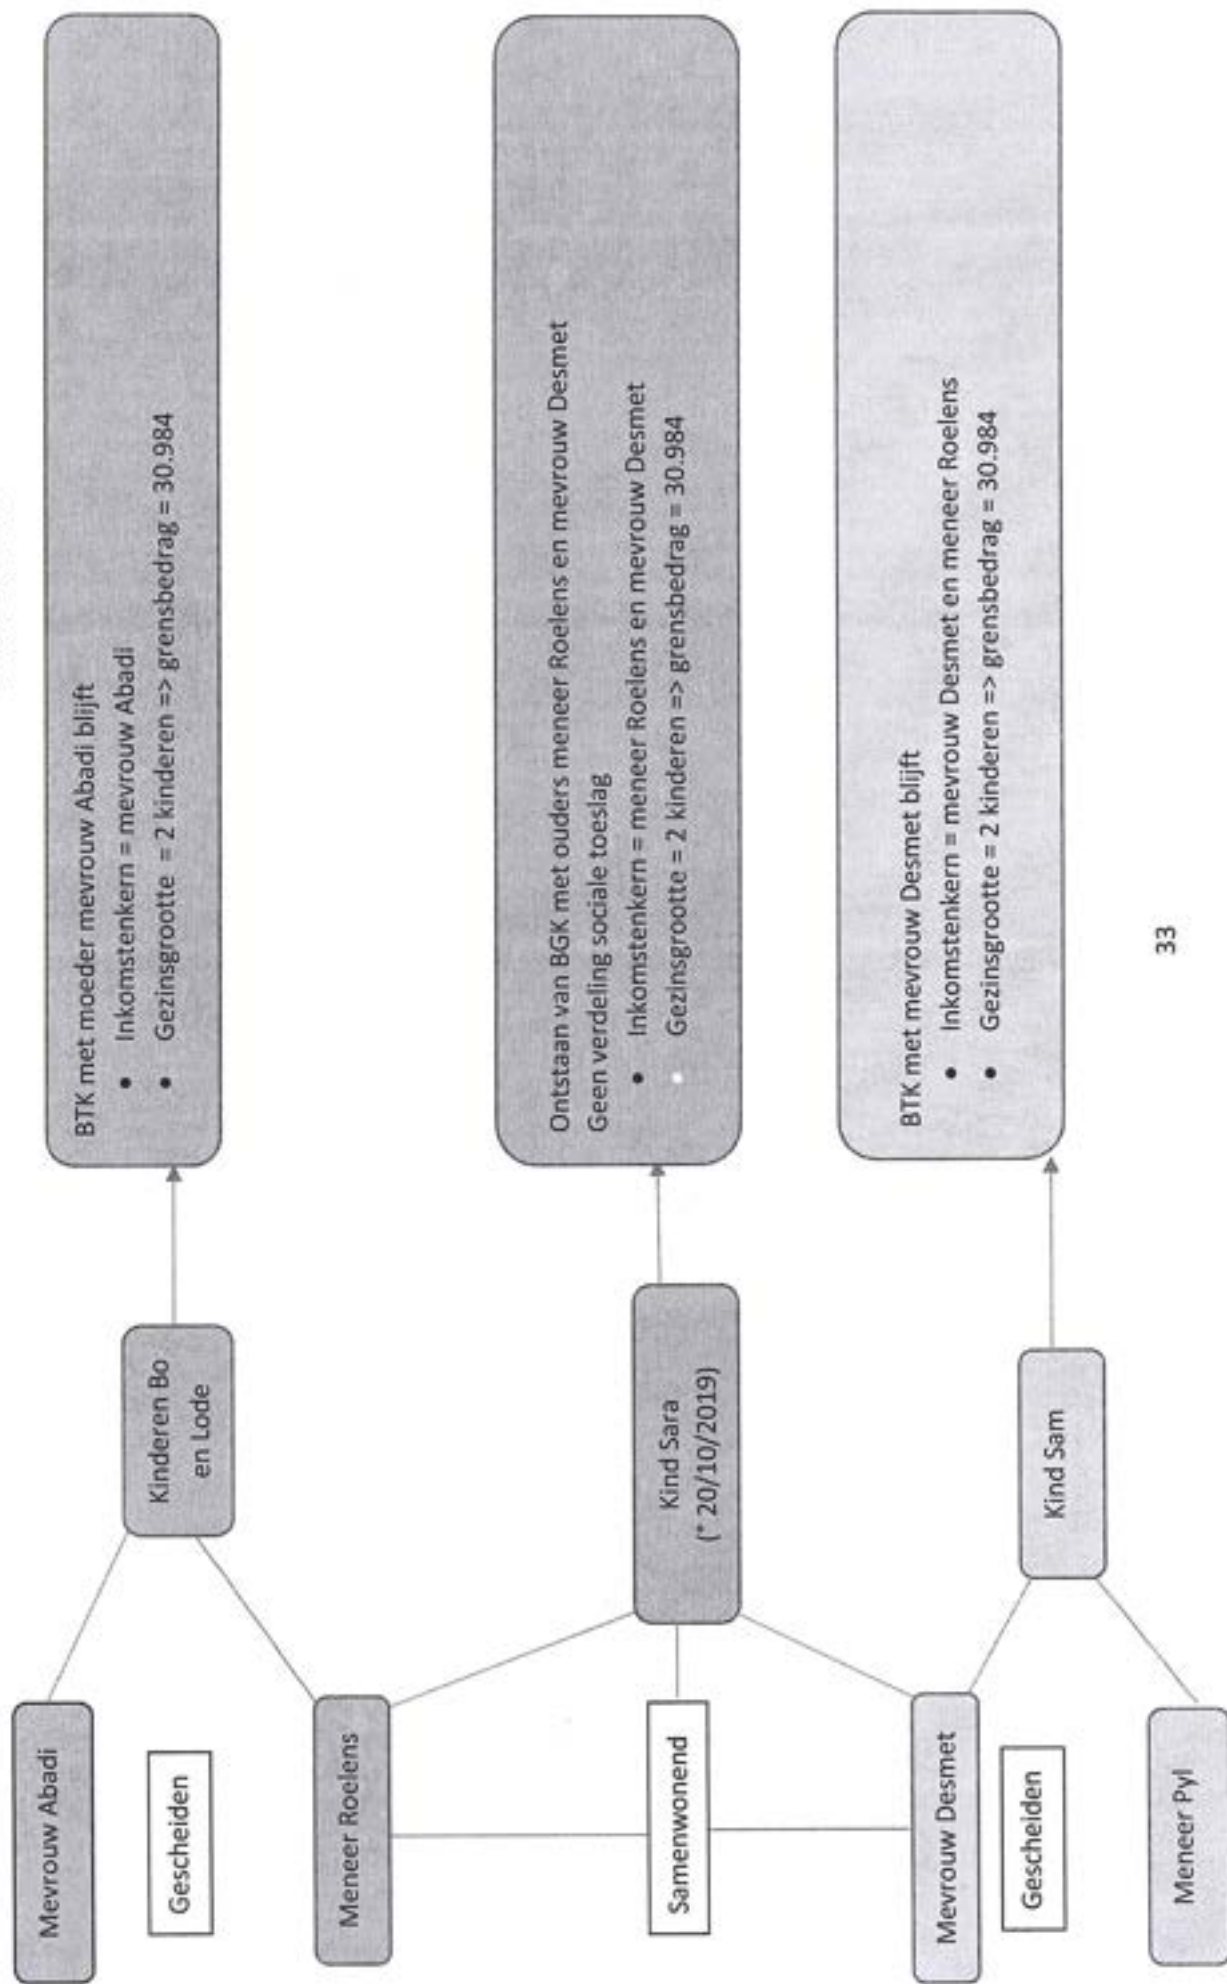 Mevrouw Abadi
Gescheiden
Meneer Roelens
Samenwonend
Mevrouw Desmet
Gescheiden
Meneer Pyl
Kinderen Bo
en Lode
Kind Sara
(* 20/10/2019)
Kind Sam
BTK met moeder mevrouw Abadi blijft
• Inkomstenkern = mevrouw Abadi
• Gezinsgrootte = 2 kinderen => grensbedrag = 30.984
Ontstaan van BGK met ouders meneer Roelens en mevrouw Desmet
Geen verdeling sociale toeslag
• Inkomstenkern = meneer Roelens en mevrouw Desmet
• Gezinsgrootte = 2 kinderen => grensbedrag = 30.984
BTK met mevrouw Desmet blijft
• Inkomstenkern = mevrouw Desmet en meneer Roelens
• Gezinsgrootte = 2 kinderen => grensbedrag = 30.984
33